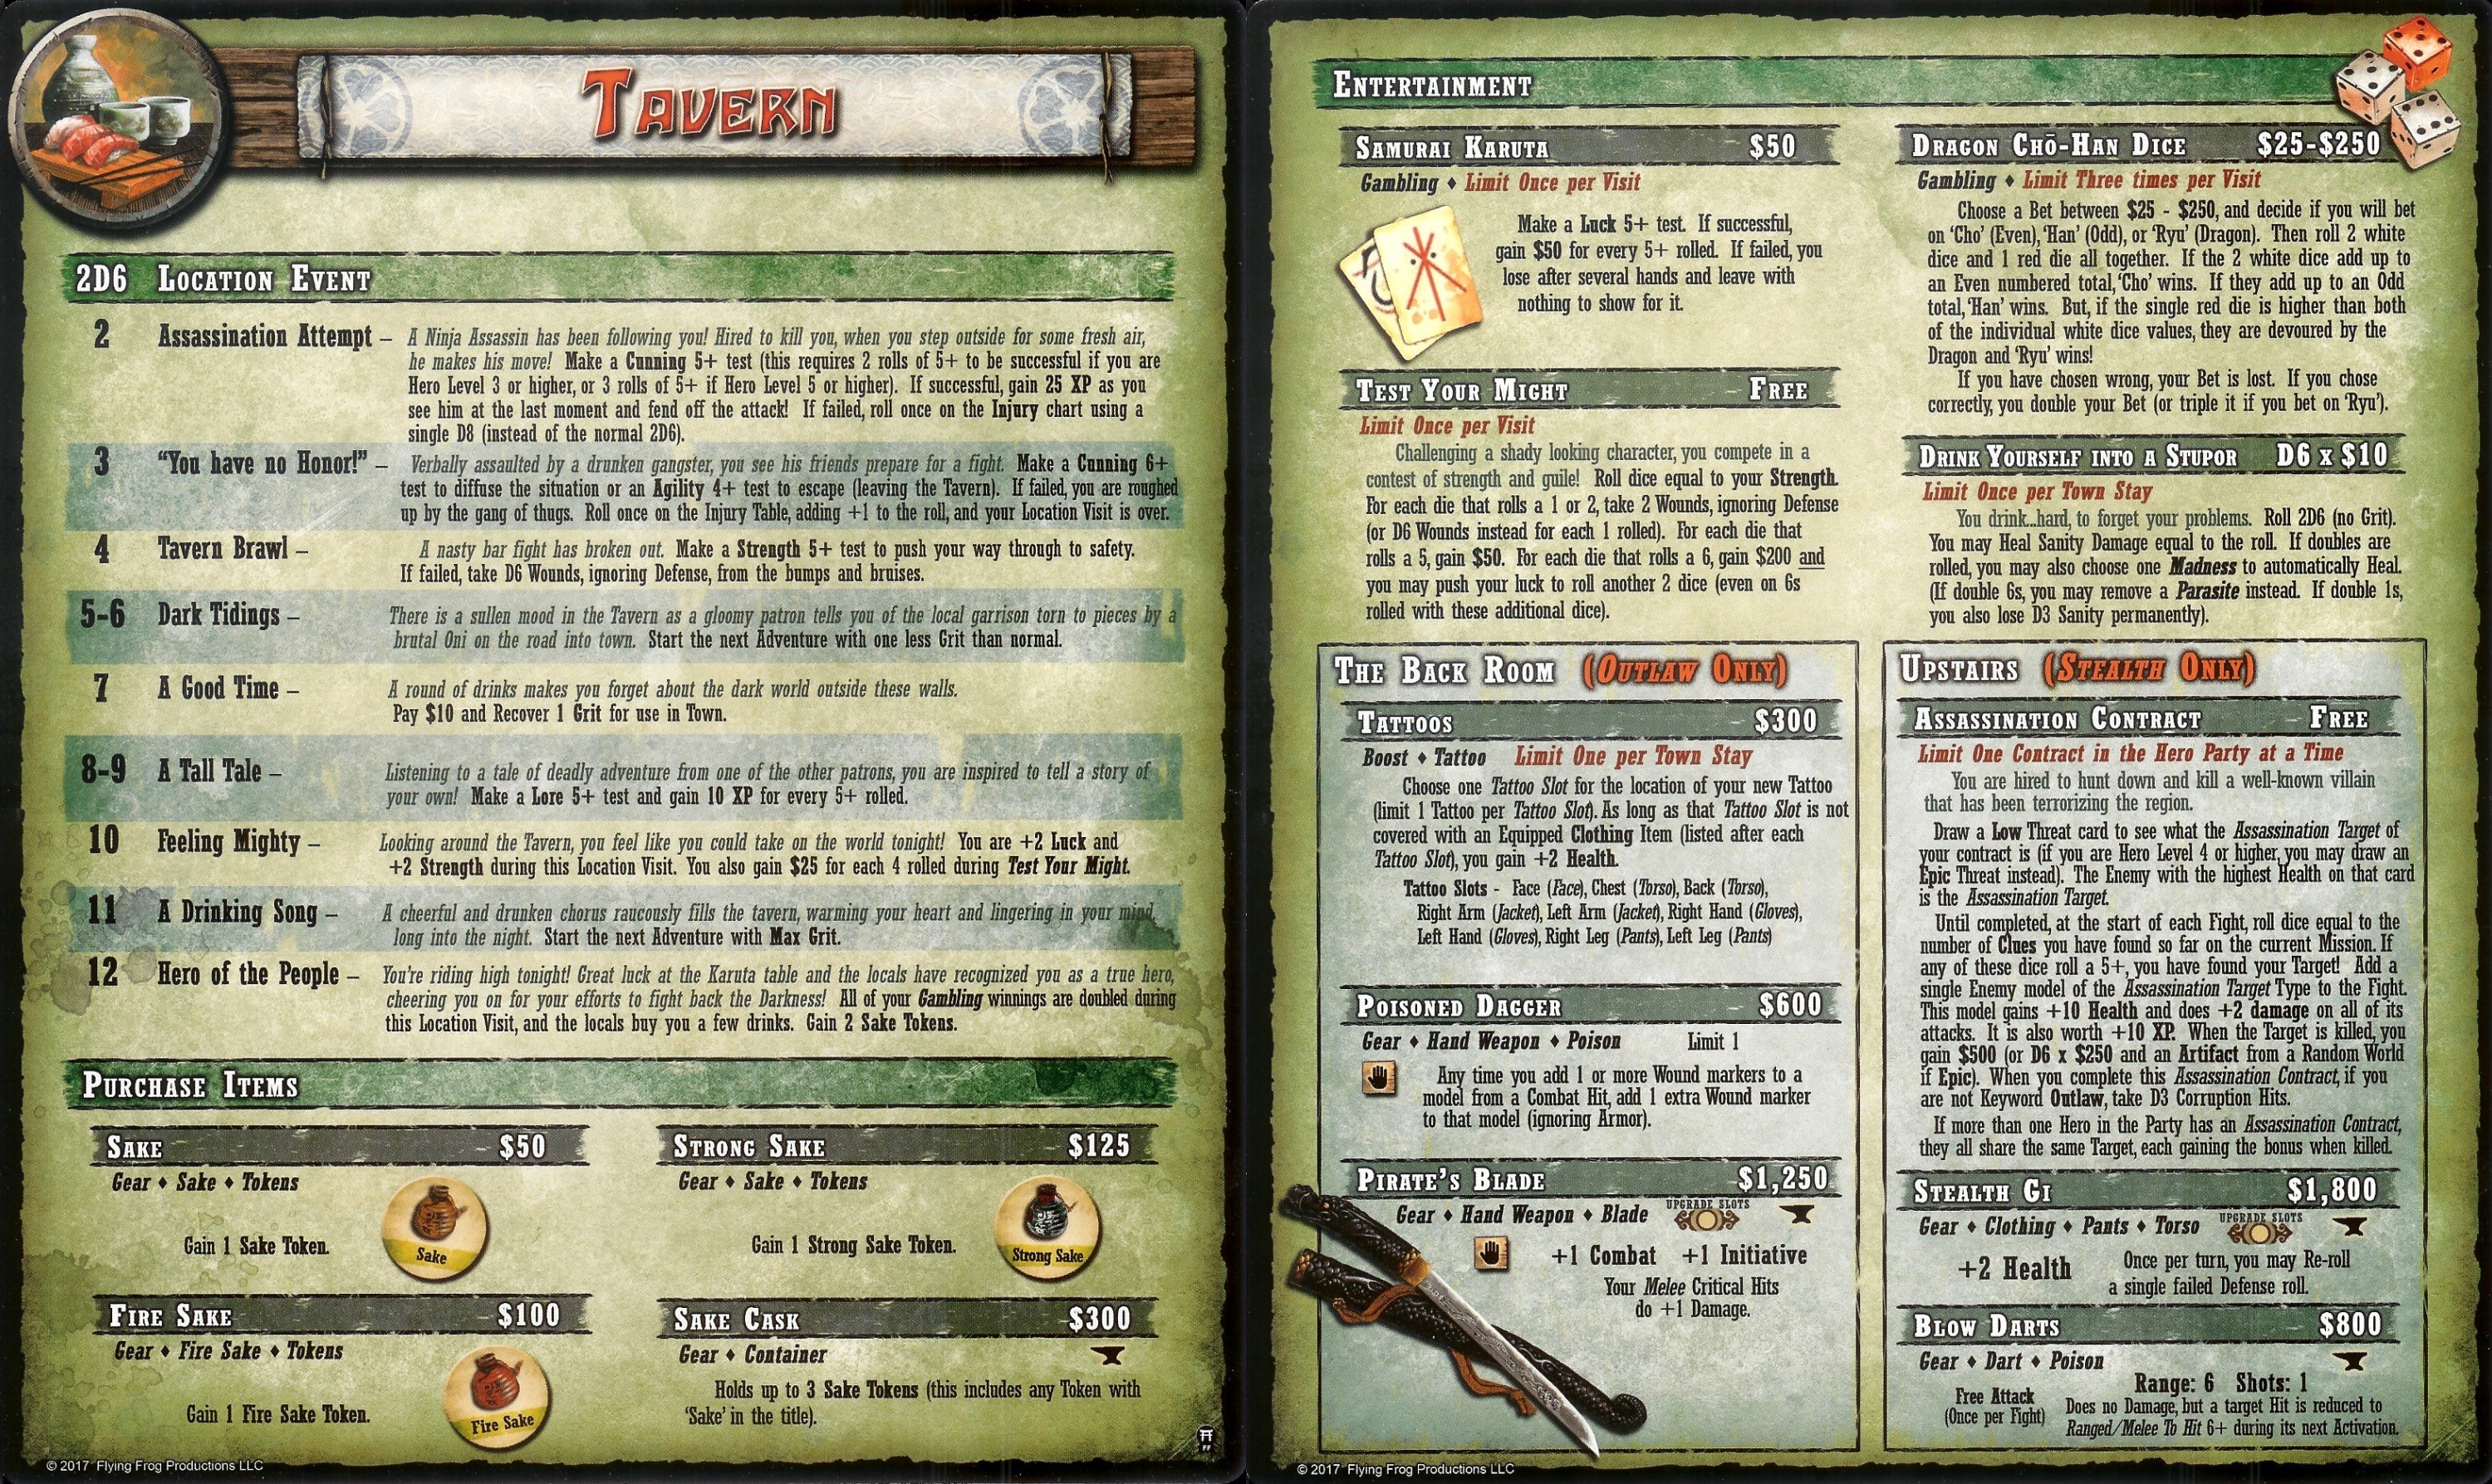 TAVERN
2D6 LOCATION EVENT
2 Assassination Attempt – A Ninja Assassin has been following you! Hired to kill you, when you step outside for some fresh air,
he makes his move! Make a Cunning 5+ test (this requires 2 rolls of 5+ to be successful if you are
Hero Level 3 or higher, or 3 rolls of 5+ if Hero Level 5 or higher). If successful, gain 25 XP as you
see him at the last moment and fend off the attack! If failed, roll once on the Injury chart using a
single D8 (instead of the normal 2D6).
3 “You have no Honor!” – Verbally assaulted by a drunken gangster, you see his friends prepare for a fight. Make a Cunning 6+
test to diffuse the situation or an Agility 4+ test to escape (leaving the Tavern). If failed, you are roughed
up by the gang of thugs. Roll once on the Injury Table, adding +1 to the roll, and your Location Visit is over.
4 Tavern Brawl – A nasty bar fight has broken out. Make a Strength 5+ test to push your way through to safety.
If failed, take D6 Wounds, ignoring Defense, from the bumps and bruises.
5-6 Dark Tidings – There is a sullen mood in the Tavern as a gloomy patron tells you of the local garrison torn to pieces by a
brutal Oni on the road into town. Start the next Adventure with one less Grit than normal.
7 A Good Time – A round of drinks makes you forget about the dark world outside these walls.
Pay $10 and Recover 1 Grit for use in Town.
8-9 A Tall Tale – Listening to a tale of deadly adventure from one of the other patrons, you are inspired to tell a story of
your own! Make a Lore 5+ test and gain 10 XP for every 5+ rolled.
10 Feeling Mighty – Looking around the Tavern, you feel like you could take on the world tonight! You are +2 Luck and
+2 Strength during this Location Visit. You also gain $25 for each 4 rolled during Test Your Might.
11 A Drinking Song – A cheerful and drunken chorus raucously fills the tavern, warming your heart and lingering in your mind,
long into the night. Start the next Adventure with Max Grit.
12 Hero of the People – You're riding high tonight! Great luck at the Karuta table and the locals have recognized you as a true hero,
cheering you on for your efforts to fight back the Darkness! All of your Gambling winnings are doubled during
this Location Visit, and the locals buy you a few drinks. Gain 2 Sake Tokens.
PURCHASE ITEMS
SAKE $50
Gear ♦ Sake ♦ Tokens
Gain 1 Sake Token.
Sake
STRONG SAKE $125
Gear ♦ Sake ♦ Tokens
Gain 1 Strong Sake Token.
Strong Sake
FIRE SAKE $100
Gear ♦ Fire Sake ♦ Tokens
Gain 1 Fire Sake Token.
Fire Sake
SAKE CASK $300
Gear ♦ Container
Holds up to 3 Sake Tokens (this includes any Token with
‘Sake’ in the title).
FF
© 2017 Flying Frog Productions LLC
ENTERTAINMENT
SAMURAI KARUTA $50
Gambling ♦ Limit Once per Visit
Make a Luck 5+ test. If successful,
gain $50 for every 5+ rolled. If failed, you
lose after several hands and leave with
nothing to show for it.
TEST YOUR MIGHT FREE
Limit Once per Visit
Challenging a shady looking character, you compete in a
contest of strength and guile! Roll dice equal to your Strength.
For each die that rolls a 1 or 2, take 2 Wounds, ignoring Defense
(or D6 Wounds instead for each 1 rolled). For each die that
rolls a 5, gain $50. For each die that rolls a 6, gain $200 and
you may push your luck to roll another 2 dice (even on 6s
rolled with these additional dice).
DRAGON CHŌ-HAN DICE $25-$250
Gambling ♦ Limit Three times per Visit
Choose a Bet between $25 - $250, and decide if you will bet
on ‘Cho’ (Even), ‘Han’ (Odd), or ‘Ryu’ (Dragon). Then roll 2 white
dice and 1 red die all together. If the 2 white dice add up to
an Even numbered total, ‘Cho’ wins. If they add up to an Odd
total, ‘Han’ wins. But, if the single red die is higher than both
of the individual white dice values, they are devoured by the
Dragon and ‘Ryu’ wins!
If you have chosen wrong, your Bet is lost. If you chose
correctly, you double your Bet (or triple it if you bet on ‘Ryu’).
DRINK YOURSELF INTO A STUPOR D6 x $10
Limit Once per Town Stay
You drink...hard, to forget your problems. Roll 2D6 (no Grit).
You may Heal Sanity Damage equal to the roll. If doubles are
rolled, you may also choose one Madness to automatically Heal.
(If double 6s, you may remove a Parasite instead. If double 1s,
you also lose D3 Sanity permanently).
THE BACK ROOM (OUTLAW ONLY)
TATTOOS $300
Boost ♦ Tattoo Limit One per Town Stay
Choose one Tattoo Slot for the location of your new Tattoo
(limit 1 Tattoo per Tattoo Slot). As long as that Tattoo Slot is not
covered with an Equipped Clothing Item (listed after each
Tattoo Slot), you gain +2 Health.
Tattoo Slots - Face (Face), Chest (Torso), Back (Torso),
Right Arm (Jacket), Left Arm (Jacket), Right Hand (Gloves),
Left Hand (Gloves), Right Leg (Pants), Left Leg (Pants)
POISONED DAGGER $600
Gear ♦ Hand Weapon ♦ Poison Limit 1
Any time you add 1 or more Wound markers to a
model from a Combat Hit, add 1 extra Wound marker
to that model (ignoring Armor).
PIRATE'S BLADE $1,250
Gear ♦ Hand Weapon ♦ Blade UPGRADE SLOTS
+1 Combat +1 Initiative
Your Melee Critical Hits
do +1 Damage.
UPSTAIRS (STEALTH ONLY)
ASSASSINATION CONTRACT FREE
Limit One Contract in the Hero Party at a Time
You are hired to hunt down and kill a well-known villain
that has been terrorizing the region.
Draw a Low Threat card to see what the Assassination Target of
your contract is (if you are Hero Level 4 or higher, you may draw an
Epic Threat instead). The Enemy with the highest Health on that card
is the Assassination Target.
Until completed, at the start of each Fight, roll dice equal to the
number of Clues you have found so far on the current Mission. If
any of these dice roll a 5+, you have found your Target! Add a
single Enemy model of the Assassination Target Type to the Fight.
This model gains +10 Health and does +2 damage on all of its
attacks. It is also worth +10 XP. When the Target is killed, you
gain $500 (or D6 x $250 and an Artifact from a Random World
if Epic). When you complete this Assassination Contract, if you
are not Keyword Outlaw, take D3 Corruption Hits.
If more than one Hero in the Party has an Assassination Contract,
they all share the same Target, each gaining the bonus when killed.
STEALTH GI $1,800
Gear ♦ Clothing ♦ Pants ♦ Torso UPGRADE SLOTS
+2 Health Once per turn, you may Re-roll
a single failed Defense roll.
BLOW DARTS $800
Gear ♦ Dart ♦ Poison
Range: 6 Shots: 1
Free Attack
(Once per Fight)
Does no Damage, but a target Hit is reduced to
Ranged/Melee To Hit 6+ during its next Activation.
© 2017 Flying Frog Productions LLC